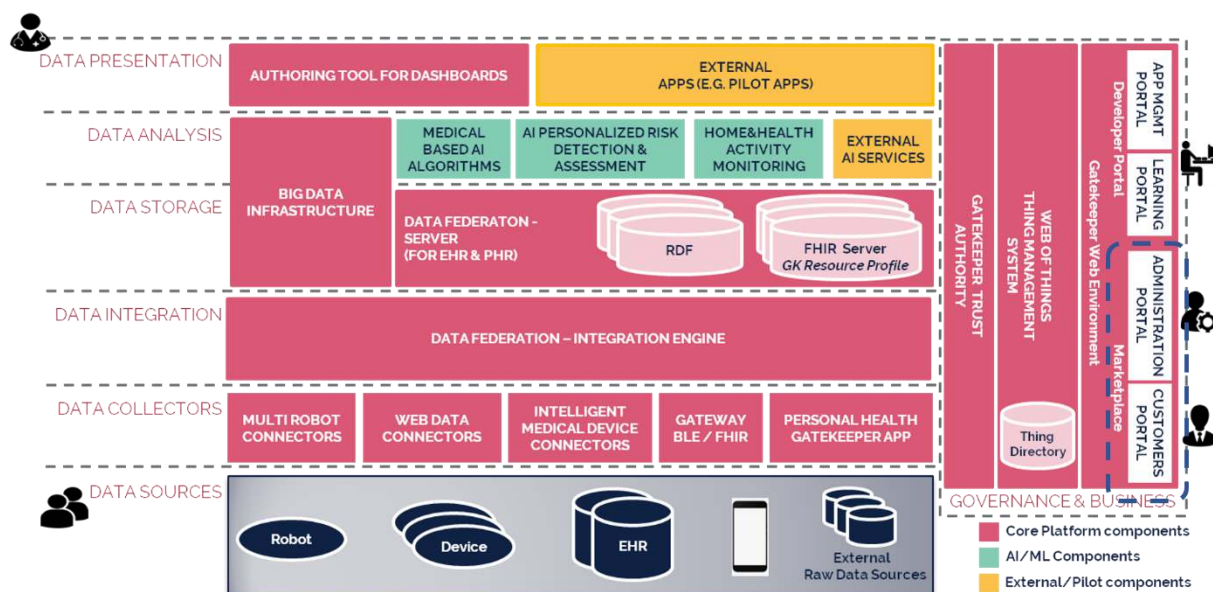 DATA PRESENTATION
AUTHORING TOOL FOR DASHBOARDS
EXTERNAL
APPS (E.G. PILOT APPS)
DATA ANALYSIS
MEDICAL
BASED AI
ALGORITHMS
AI PERSONALIZED RISK
DETECTION &
ASSESSMENT
HOME&HEALTH
ACTIVITY
MONITORING
EXTERNAL
AI SERVICES
BIG DATA
INFRASTRUCTURE
DATA STORAGE
DATA FEDERATON -
SERVER
(FOR EHR & PHR)
RDF
FHIR Server
GK Resource Profile
DATA INTEGRATION
DATA FEDERATION – INTEGRATION ENGINE
DATA COLLECTORS
MULTI ROBOT
CONNECTORS
WEB DATA
CONNECTORS
INTELLIGENT
MEDICAL DEVICE
CONNECTORS
GATEWAY
BLE / FHIR
PERSONAL HEALTH
GATEKEEPER APP
DATA SOURCES
Robot
Device
EHR
External
Raw Data Sources
GATEKEEPER TRUST
AUTHORITY
WEB OF THINGS
THING MANAGEMENT
SYSTEM
Thing
Directory
Gatekeeper Web Environment
Developer Portal
Marketplace
APP MGMT
PORTAL
LEARNING
PORTAL
ADMINISTRATION
PORTAL
CUSTOMERS
PORTAL
GOVERNANCE & BUSINESS
Core Platform components
AI/ML Components
External/Pilot components